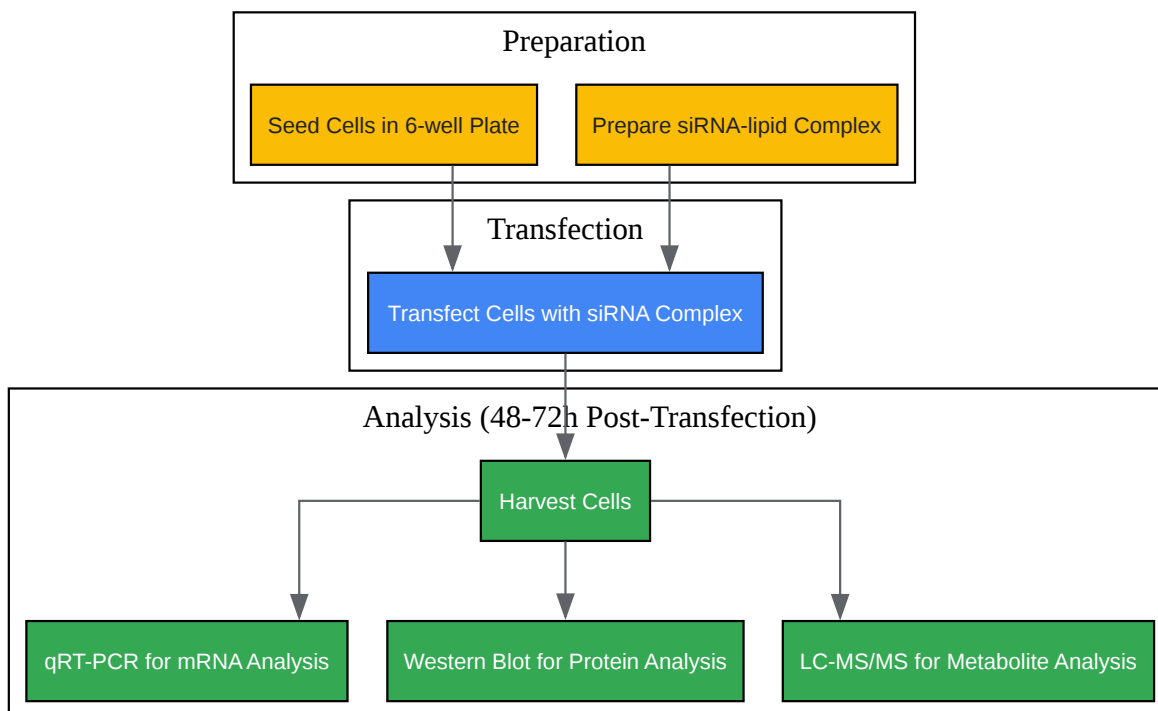 Preparation
Seed Cells in 6-well Plate
Prepare siRNA-lipid Complex
Transfection
Transfect Cells with siRNA Complex
Analysis (48-72h Post-Transfection)
Harvest Cells
qRT-PCR for mRNA Analysis
Western Blot for Protein Analysis
LC-MS/MS for Metabolite Analysis